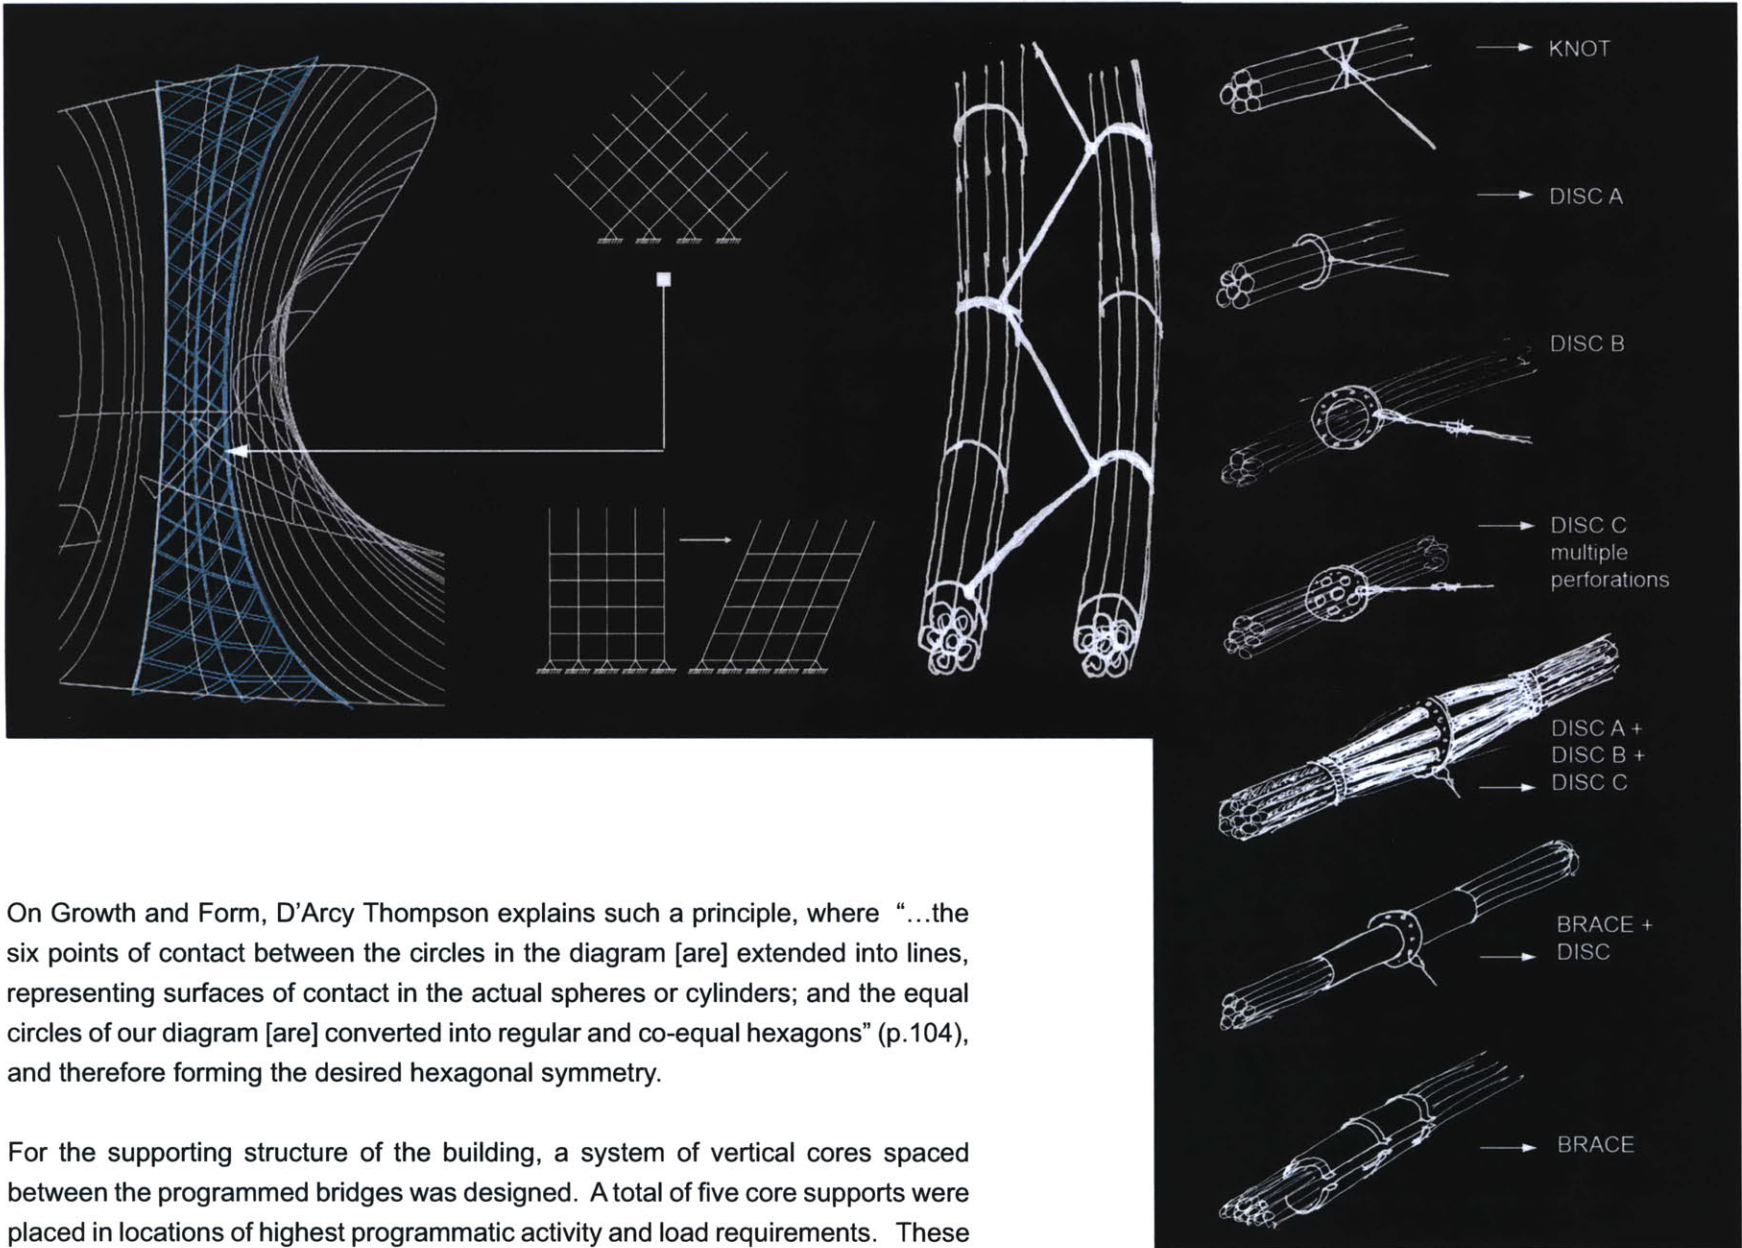 KNOT
DISC A
DISC B
DISC C
multiple
perforations
DISC A +
DISC B +
DISC C
BRACE +
DISC
BRACE
On Growth and Form, D’Arcy Thompson explains such a principle, where “…the
six points of contact between the circles in the diagram [are] extended into lines,
representing surfaces of contact in the actual spheres or cylinders; and the equal
circles of our diagram [are] converted into regular and co-equal hexagons” (p.104),
and therefore forming the desired hexagonal symmetry.
For the supporting structure of the building, a system of vertical cores spaced
between the programmed bridges was designed. A total of five core supports were
placed in locations of highest programmatic activity and load requirements. These